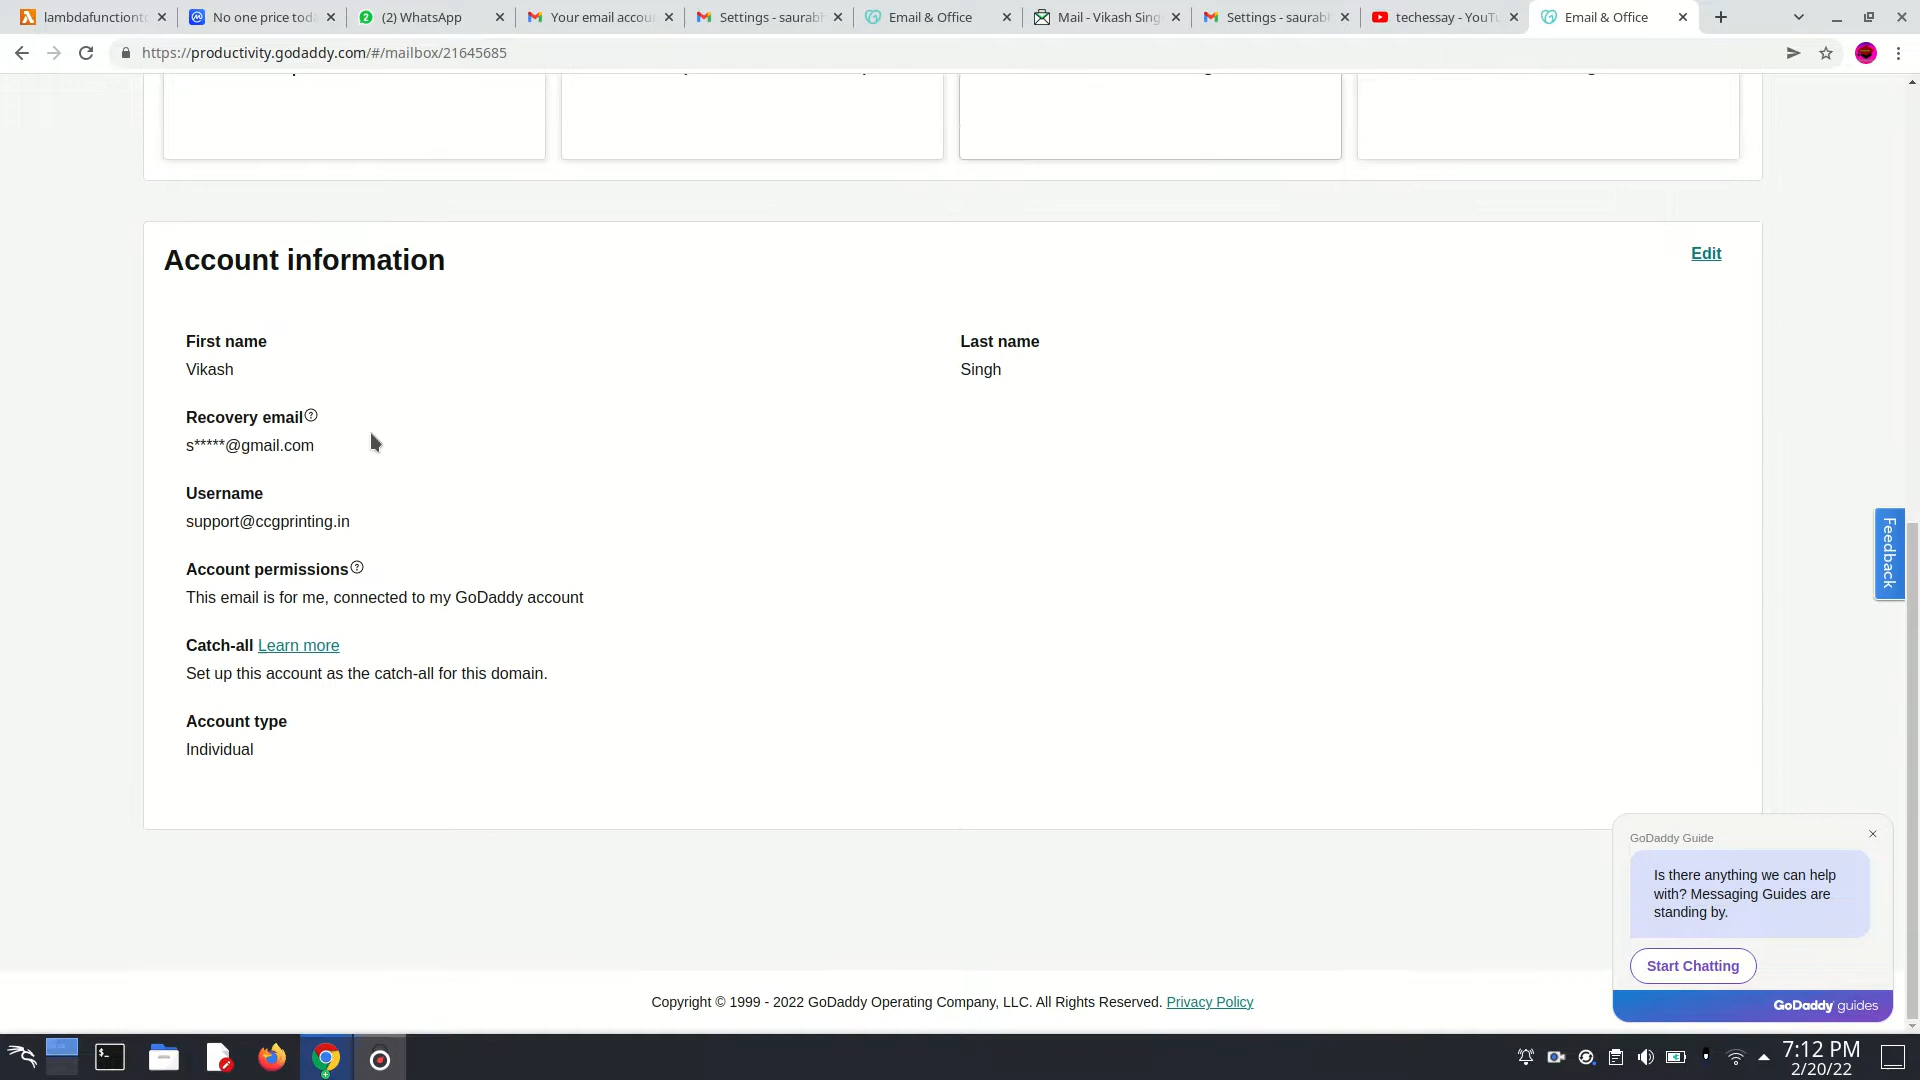 lambdafunctionto
No one price toda
(2) WhatsApp
Your email accou
Settings - saurabh
Email & Office
Mail - Vikash Sing
Settings - saurabh
techessay - YouTu
Email & Office
https://productivity.godaddy.com/#/mailbox/21645685
Account information
Edit
First name
Last name
Vikash
Singh
Recovery email
s*****@gmail.com
Username
support@ccgprinting.in
Account permissions
This email is for me, connected to my GoDaddy account
Catch-all Learn more
Set up this account as the catch-all for this domain.
Account type
Individual
Feedback
GoDaddy Guide
Is there anything we can help
with? Messaging Guides are
standing by.
Start Chatting
GoDaddy guides
Copyright © 1999 - 2022 GoDaddy Operating Company, LLC. All Rights Reserved. Privacy Policy
7:12 PM
2/20/22